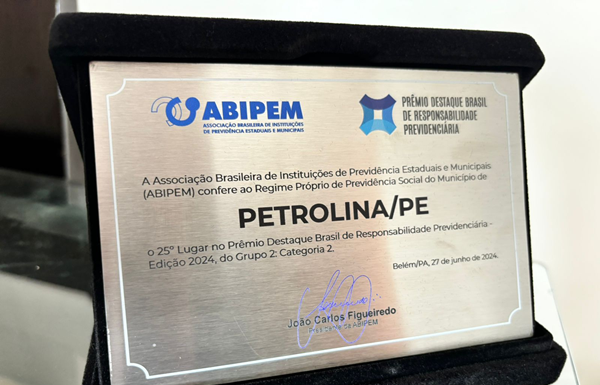 ABIPEM
ASSOCIAÇÃO BRASILEIRA DE INSTITUIÇÕES
DE PREVIDÊNCIA ESTADUAIS E MUNICIPAIS
PRÊMIO DESTAQUE BRASIL
DE RESPONSABILIDADE
PREVIDENCIÁRIA
A Associação Brasileira de Instituições de Previdência Estaduais e Municipais
(ABIPEM) confere ao Regime Próprio de Previdência Social do Município de
PETROLINA/PE
o 25º Lugar no Prêmio Destaque Brasil de Responsabilidade Previdenciária -
Edição 2024, do Grupo 2: Categoria 2.
Belém/PA, 27 de junho de 2024.
João Carlos Figueiredo
Presidente da ABIPEM